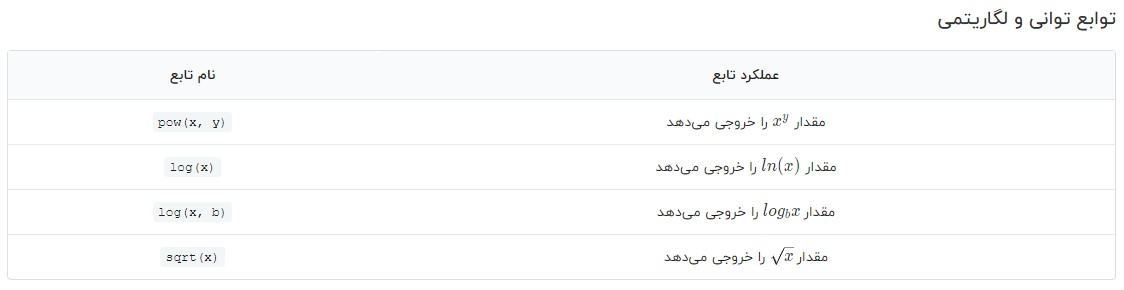 توابع توانی و لگاریتمی
عملکرد تابع نام تابع
مقدار x^y را خروجی می‌دهد pow(x, y)
مقدار ln(x) را خروجی می‌دهد log(x)
مقدار log_b x را خروجی می‌دهد log(x, b)
مقدار √x را خروجی می‌دهد sqrt(x)